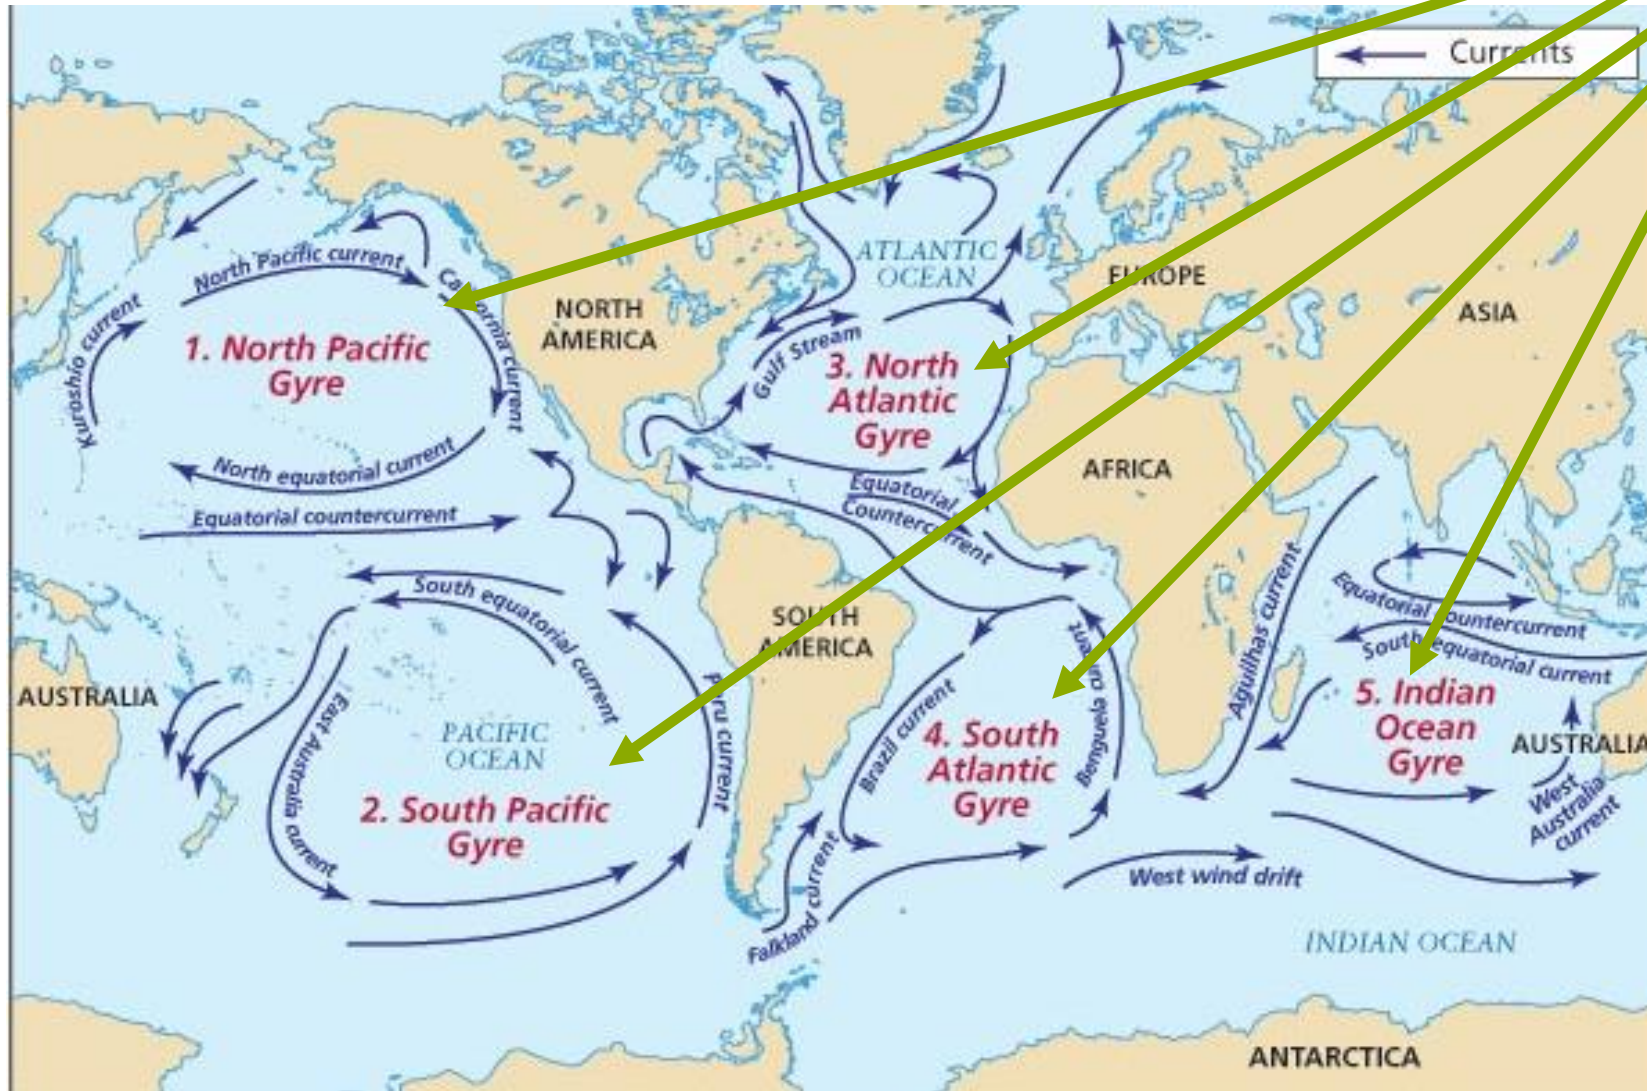 Currents
North Pacific current
Kuroshio current
California current
1. North Pacific
Gyre
North equatorial current
Equatorial countercurrent
NORTH
AMERICA
ATLANTIC
OCEAN
Gulf Stream
3. North
Atlantic
Gyre
Equatorial
Countercurrent
EUROPE
ASIA
AFRICA
South equatorial current
AUSTRALIA
East Australia current
PACIFIC
OCEAN
2. South Pacific
Gyre
Peru current
SOUTH
AMERICA
Brazil current
4. South
Atlantic
Gyre
Benguela current
Falkland current
West wind drift
Aguilhas current
Equatorial countercurrent
South equatorial current
5. Indian
Ocean
Gyre
AUSTRALIA
West
Australia
current
INDIAN OCEAN
ANTARCTICA